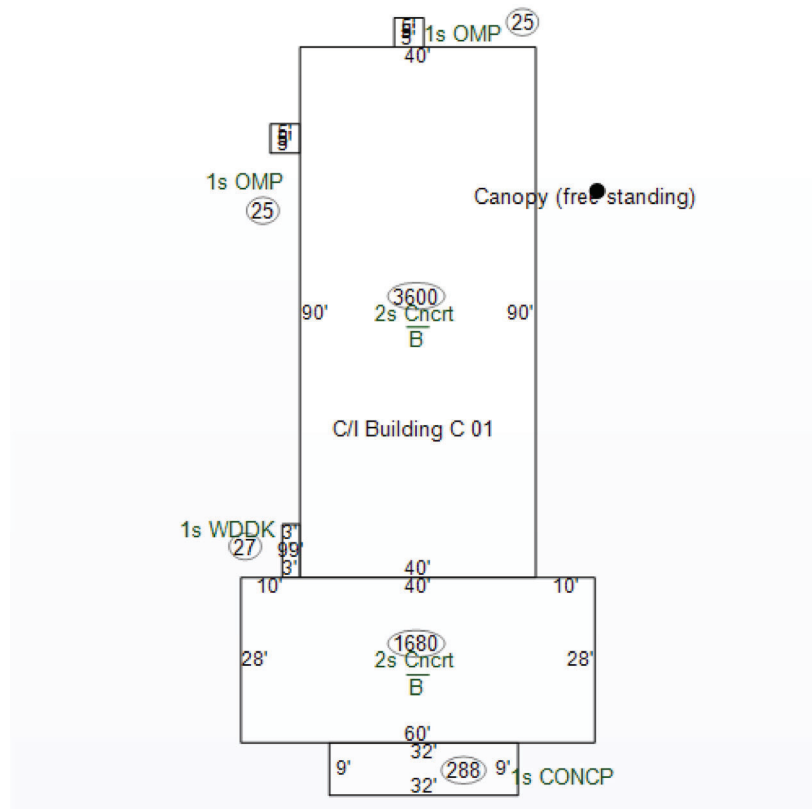 1s OMP
25
40'
1s OMP
25
Canopy (free standing)
3600
2s Cncrt
B
90'
90'
C/I Building C 01
1s WDDK
27
3'
99'
3'
40'
10'
40'
10'
1680
2s Cncrt
B
28'
28'
60'
32'
9'
288
9'
1s CONCP
32'